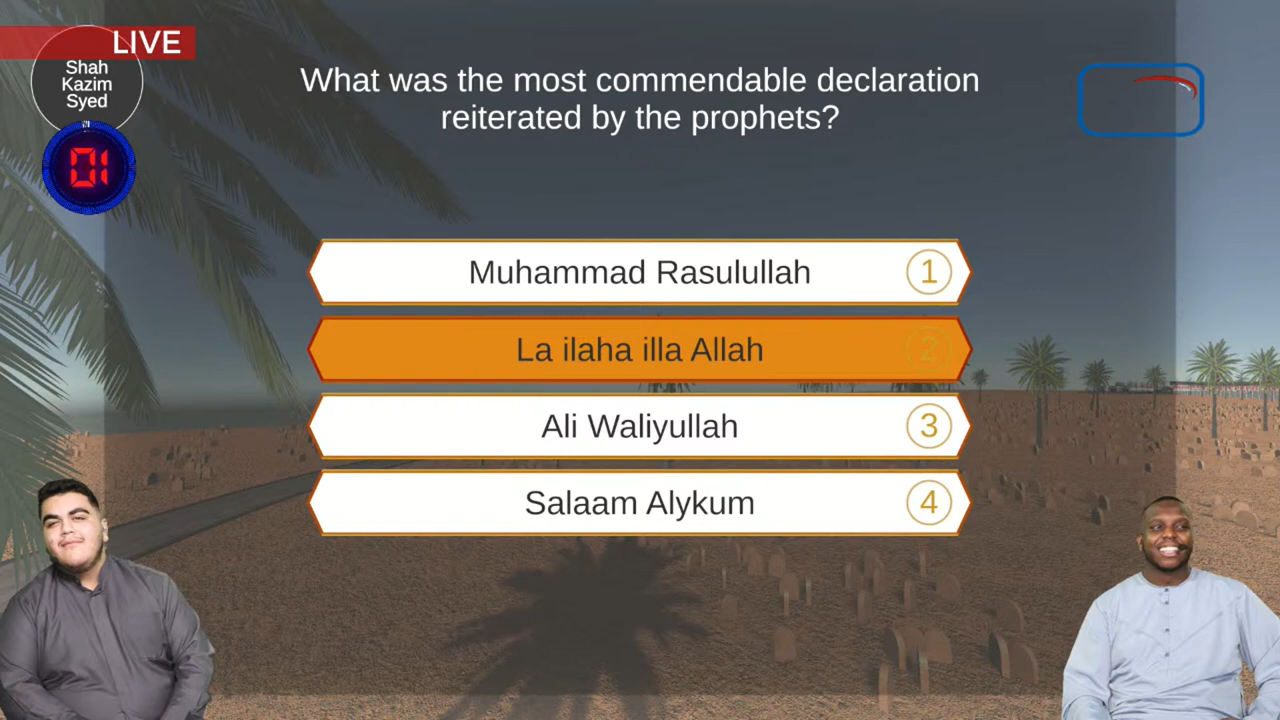 LIVE
Shah
Kazim
Syed
01
What was the most commendable declaration
reiterated by the prophets?
Muhammad Rasulullah 1
La ilaha illa Allah 2
Ali Waliyullah 3
Salaam Alykum 4